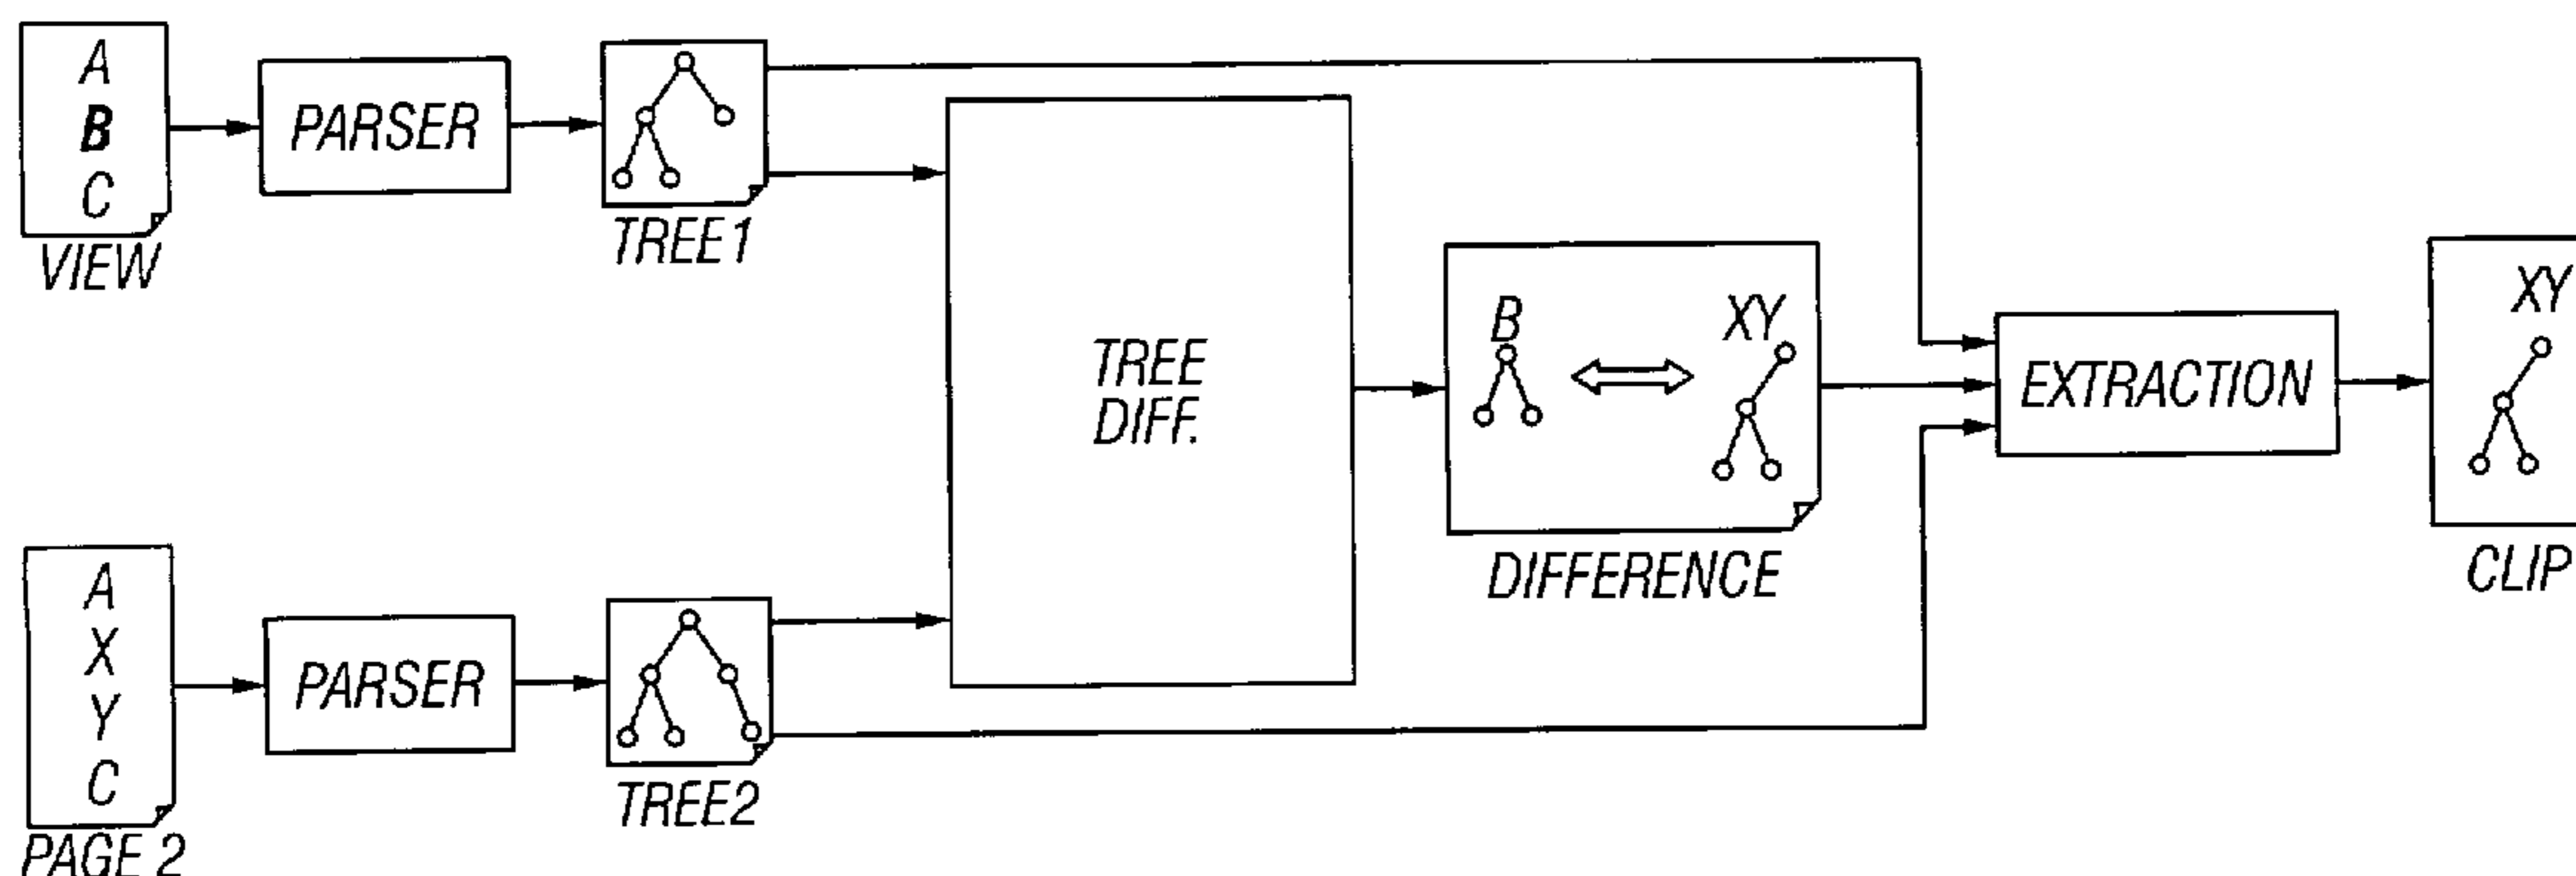 A
B
C
VIEW
PARSER
TREE1
TREE
DIFF.
B
XY
DIFFERENCE
EXTRACTION
XY
CLIP
A
X
Y
C
PAGE 2
PARSER
TREE2